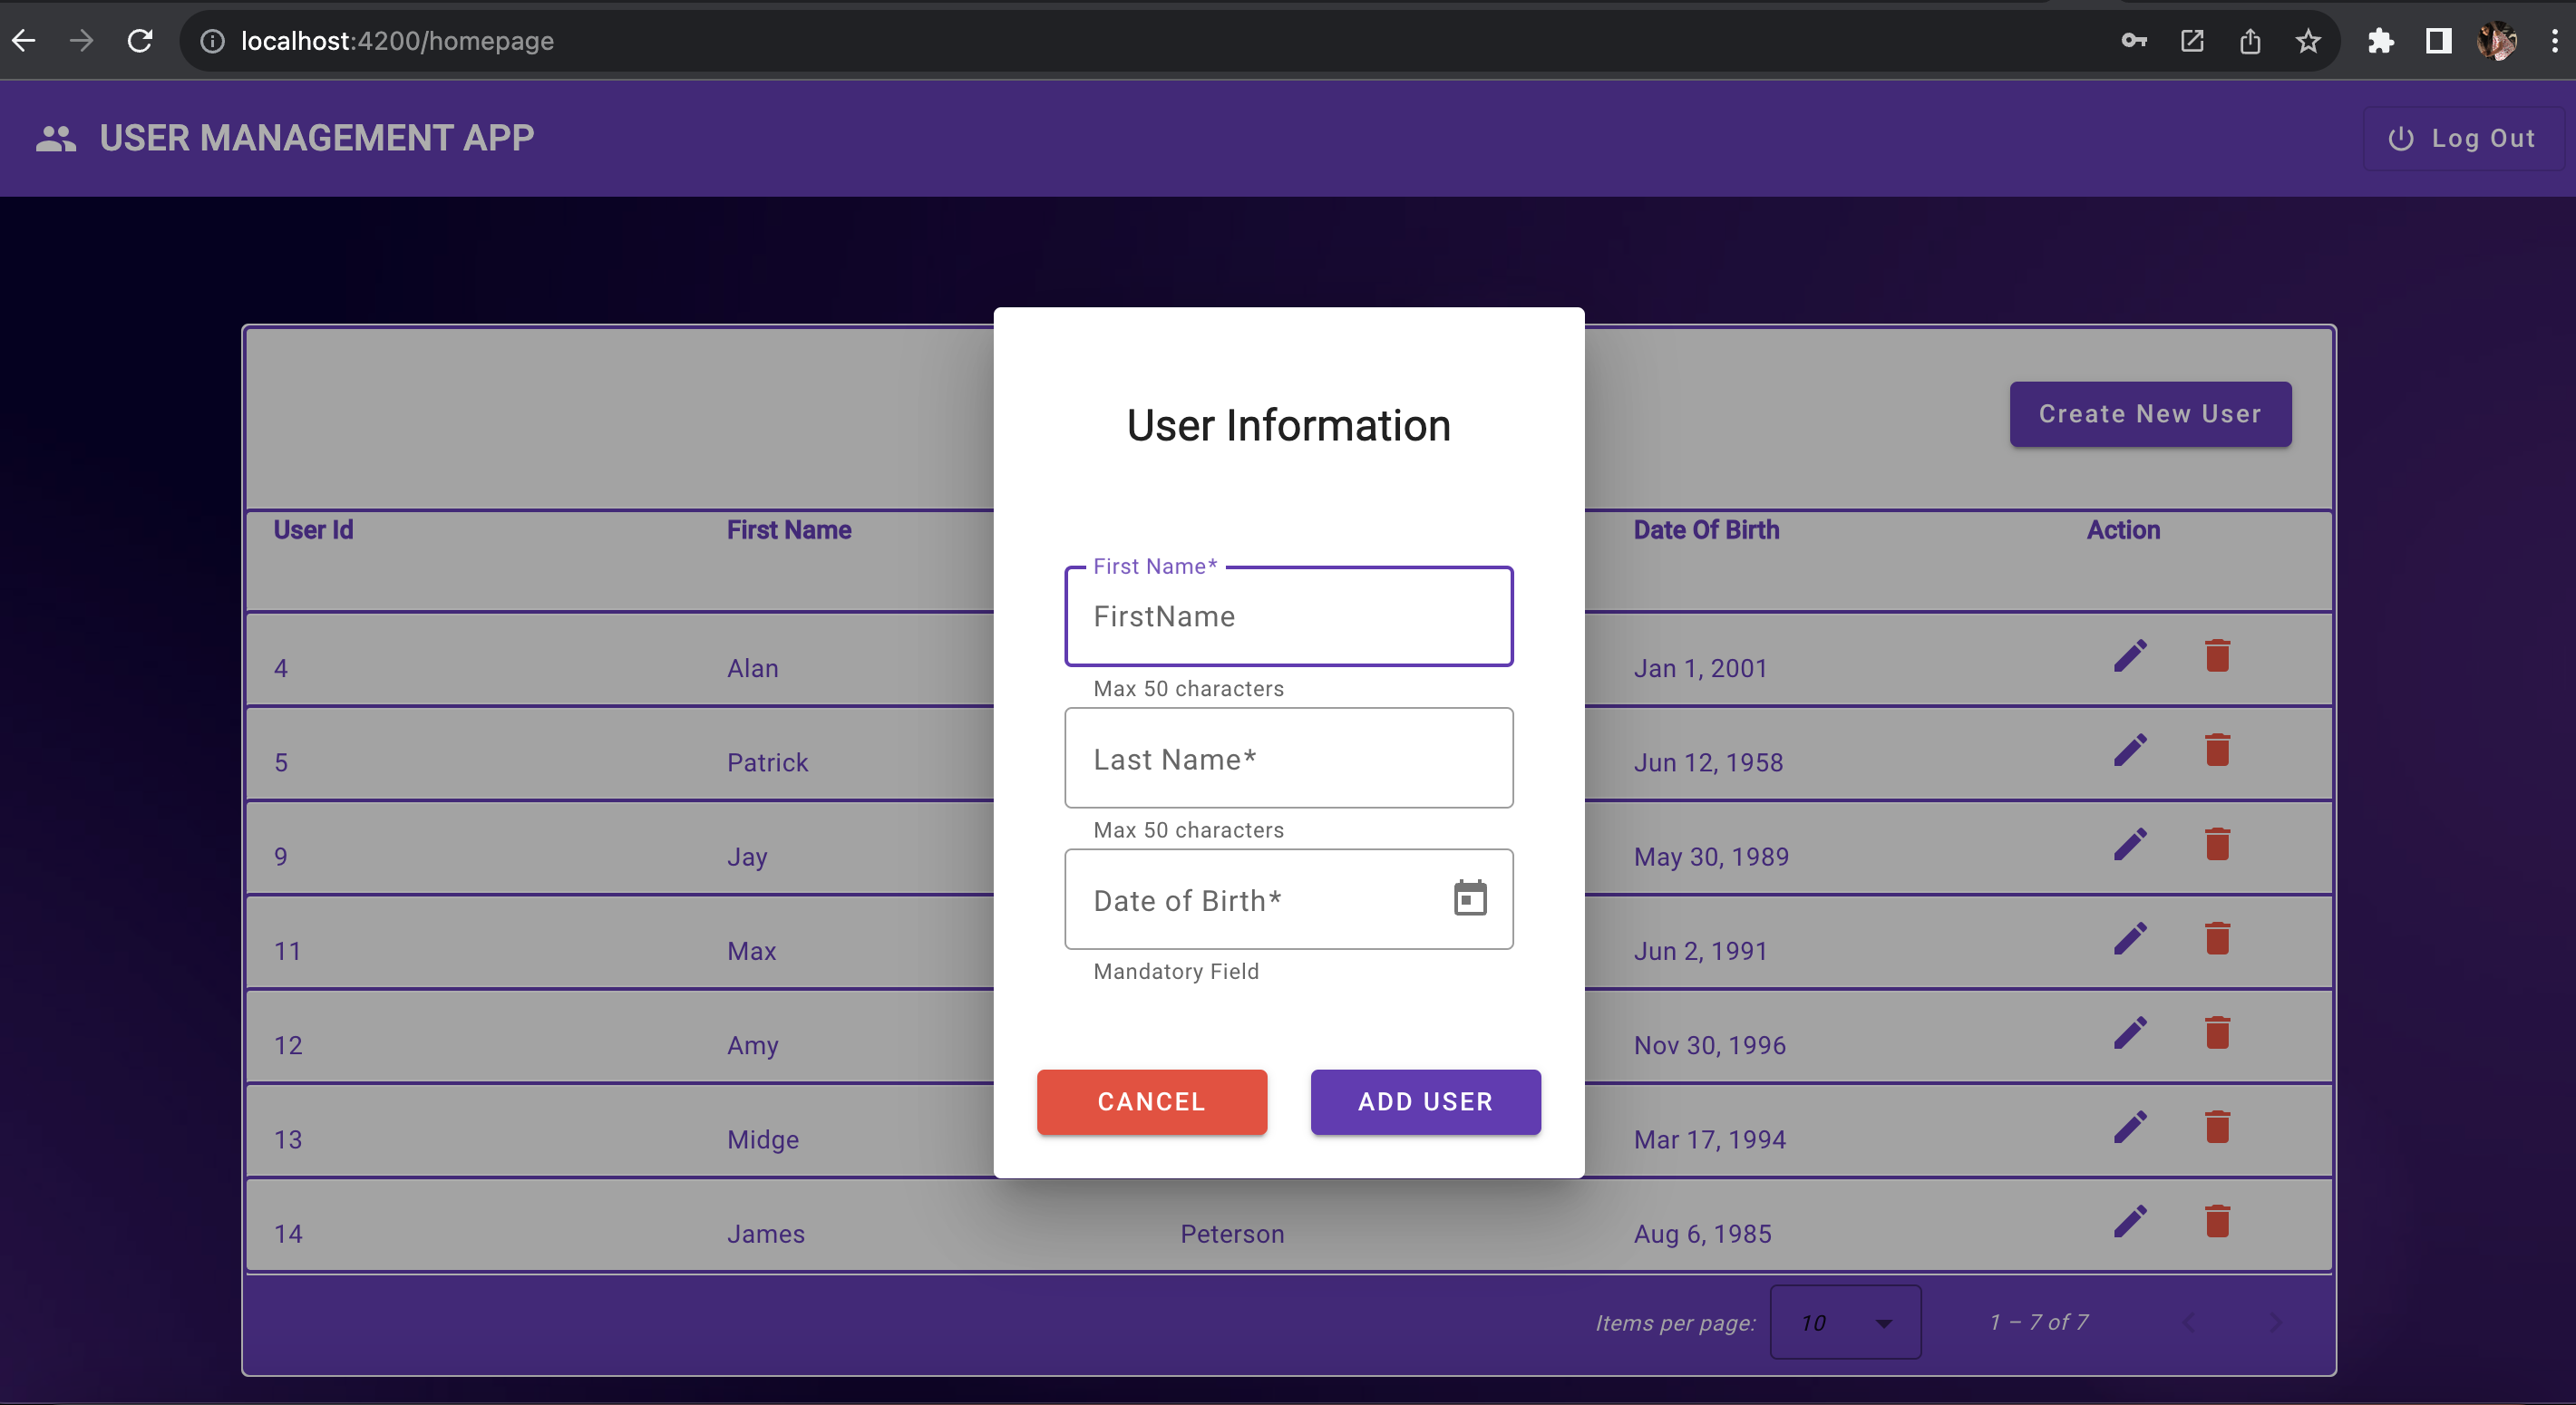 localhost:4200/homepage
USER MANAGEMENT APP
Log Out
Create New User
User Information
User Id First Name Date Of Birth Action
First Name*
FirstName
Max 50 characters
Last Name*
Max 50 characters
Date of Birth*
Mandatory Field
CANCEL ADD USER
4 Alan Jan 1, 2001
5 Patrick Jun 12, 1958
9 Jay May 30, 1989
11 Max Jun 2, 1991
12 Amy Nov 30, 1996
13 Midge Mar 17, 1994
14 James Peterson Aug 6, 1985
Items per page: 10 1 – 7 of 7